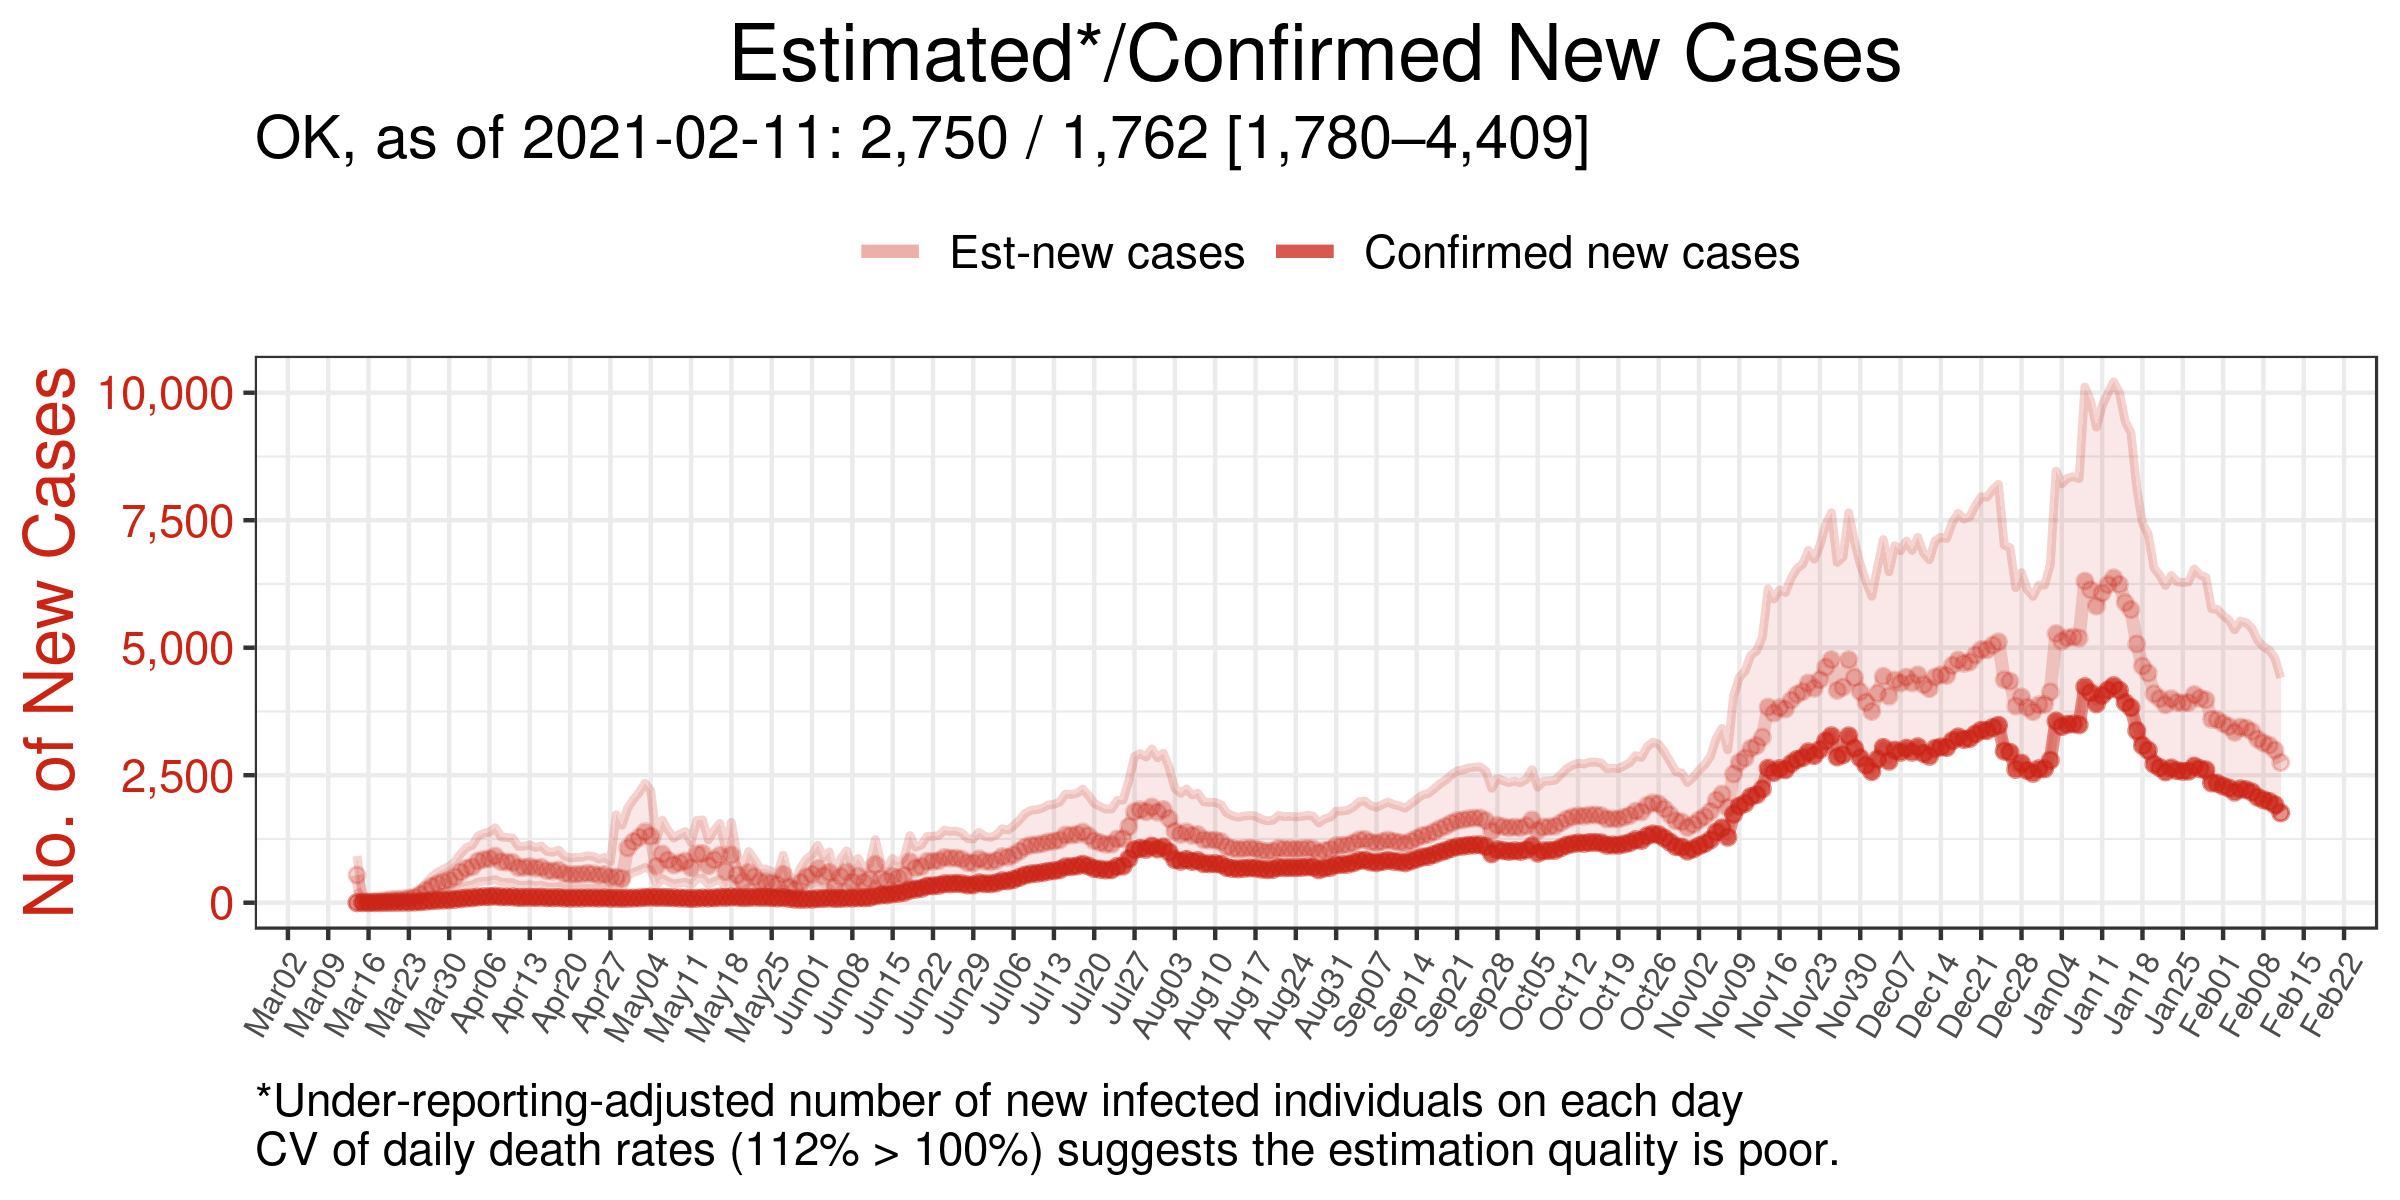 Estimated*/Confirmed New Cases
OK, as of 2021-02-11: 2,750 / 1,762 [1,780–4,409]
Est-new cases Confirmed new cases
No. of New Cases
10,000
7,500
5,000
2,500
0
Mar02 Mar09 Mar16 Mar23 Mar30 Apr06 Apr13 Apr20 Apr27 May04 May11 May18 May25 Jun01 Jun08 Jun15 Jun22 Jun29 Jul06 Jul13 Jul20 Jul27 Aug03 Aug10 Aug17 Aug24 Aug31 Sep07 Sep14 Sep21 Sep28 Oct05 Oct12 Oct19 Oct26 Nov02 Nov09 Nov16 Nov23 Nov30 Dec07 Dec14 Dec21 Dec28 Jan04 Jan11 Jan18 Jan25 Feb01 Feb08 Feb15 Feb22
*Under-reporting-adjusted number of new infected individuals on each day
CV of daily death rates (112% > 100%) suggests the estimation quality is poor.